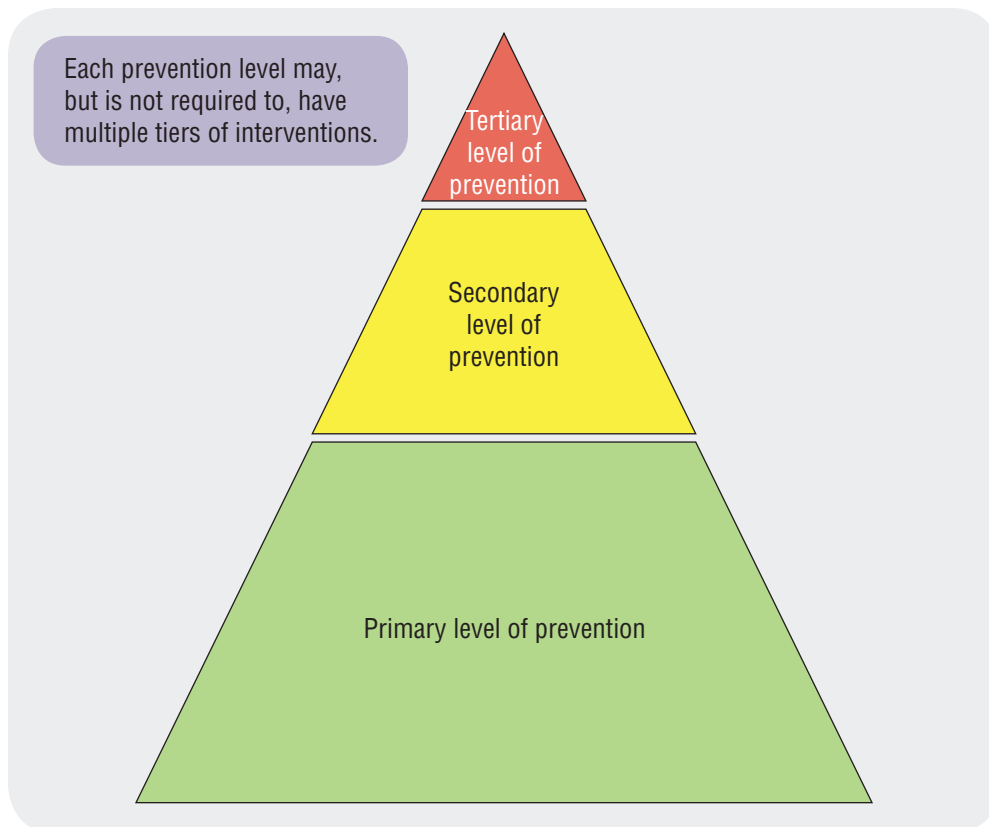 Each prevention level may,
but is not required to, have
multiple tiers of interventions.
Tertiary
level of
prevention
Secondary
level of
prevention
Primary level of prevention